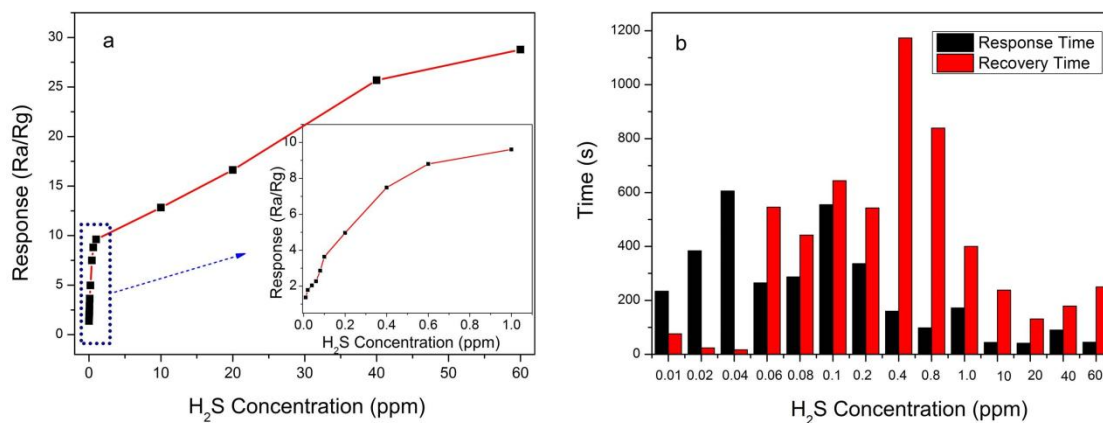 a
Response (Ra/Rg)
30
25
20
15
10
5
0
0 10 20 30 40 50 60
H₂S Concentration (ppm)
Response (Ra/Rg)
10
8
6
4
2
0.0 0.2 0.4 0.6 0.8 1.0
H₂S Concentration (ppm)
b
Response Time
Recovery Time
Time (s)
1200
1000
800
600
400
200
0
0.01 0.02 0.04 0.06 0.08 0.1 0.2 0.4 0.8 1.0 10 20 40 60
H₂S Concentration (ppm)